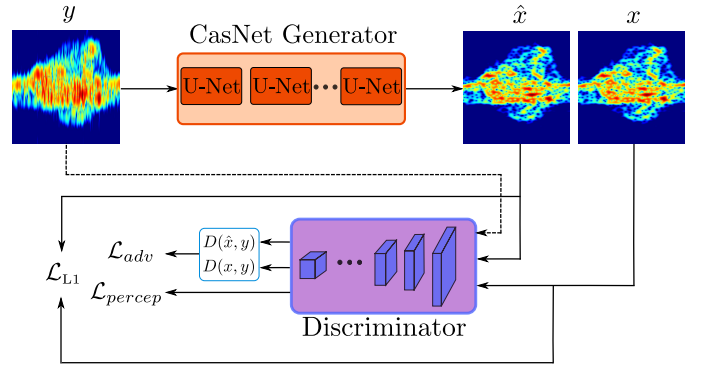 y
x̂
x
CasNet Generator
U-Net U-Net ••• U-Net
D(x̂, y)
D(x, y)
ℒ_adv
ℒ_L1
ℒ_percep
•••
Discriminator